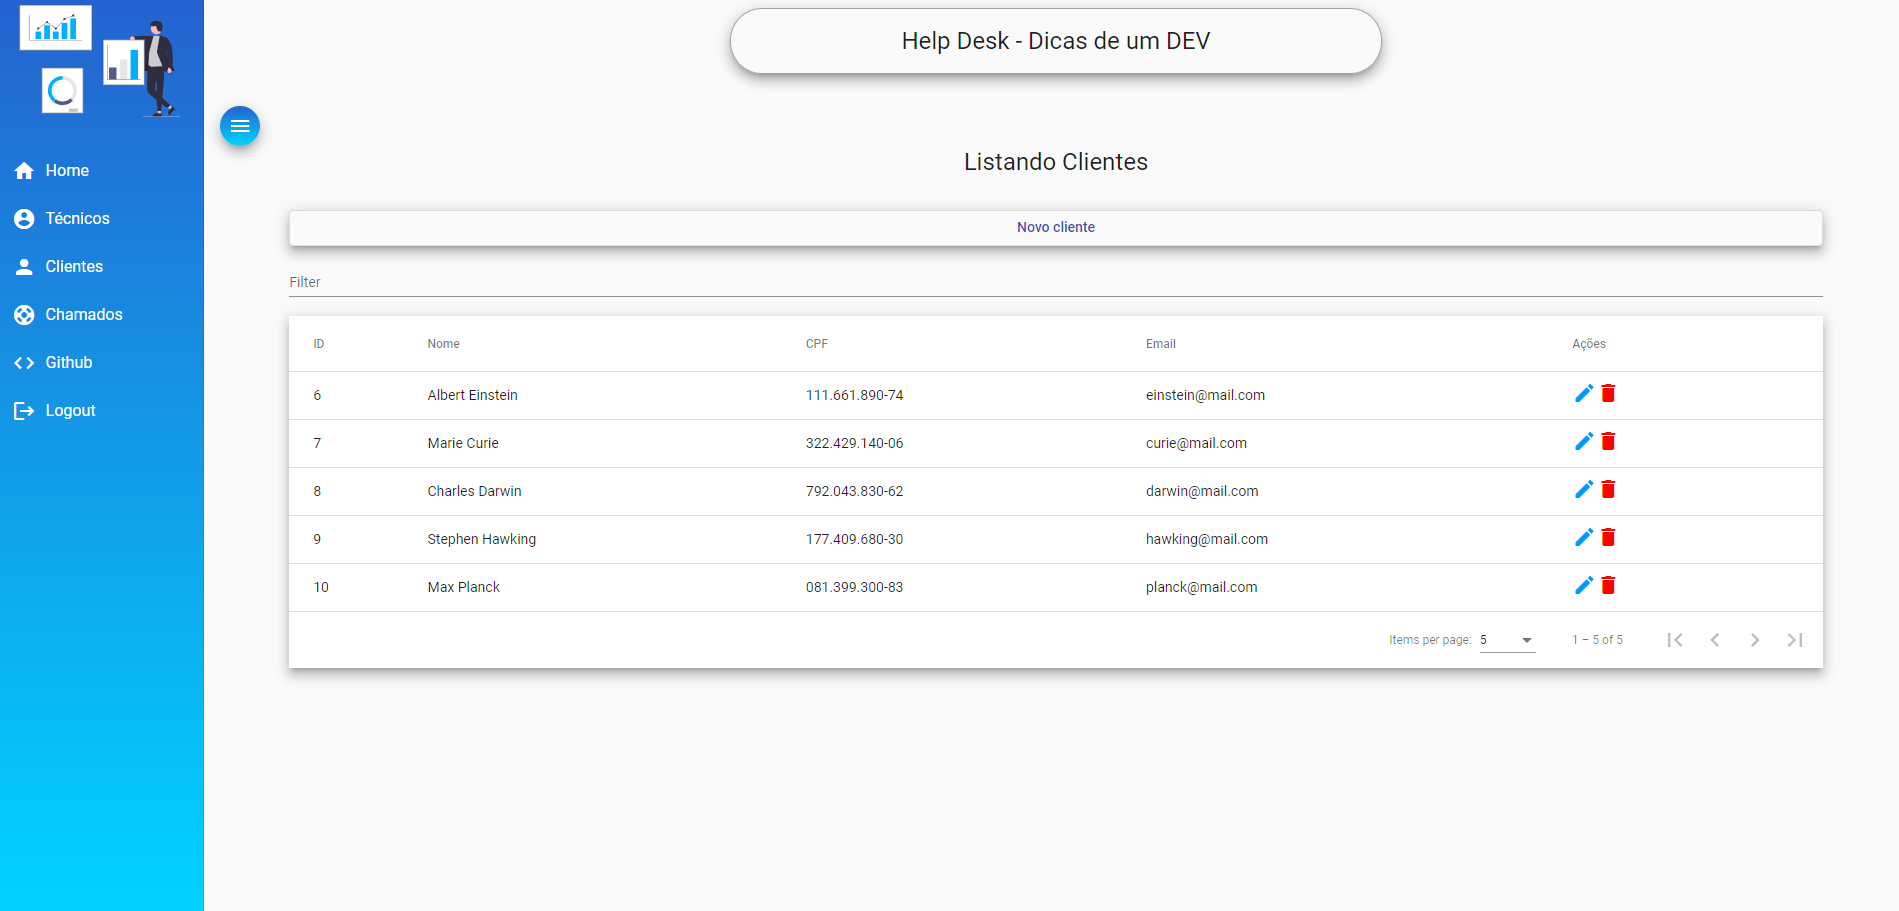 Help Desk - Dicas de um DEV
Home
Técnicos
Clientes
Chamados
Github
Logout
Listando Clientes
Novo cliente
Filter
ID Nome CPF Email Ações
6 Albert Einstein 111.661.890-74 einstein@mail.com
7 Marie Curie 322.429.140-06 curie@mail.com
8 Charles Darwin 792.043.830-62 darwin@mail.com
9 Stephen Hawking 177.409.680-30 hawking@mail.com
10 Max Planck 081.399.300-83 planck@mail.com
Items per page: 5 1 – 5 of 5